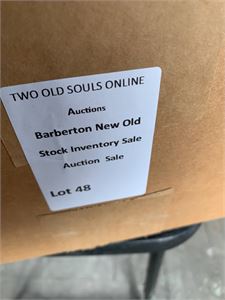 TWO OLD SOULS ONLINE
Auctions
Barberton New Old
Stock Inventory Sale
Auction Sale
Lot 48